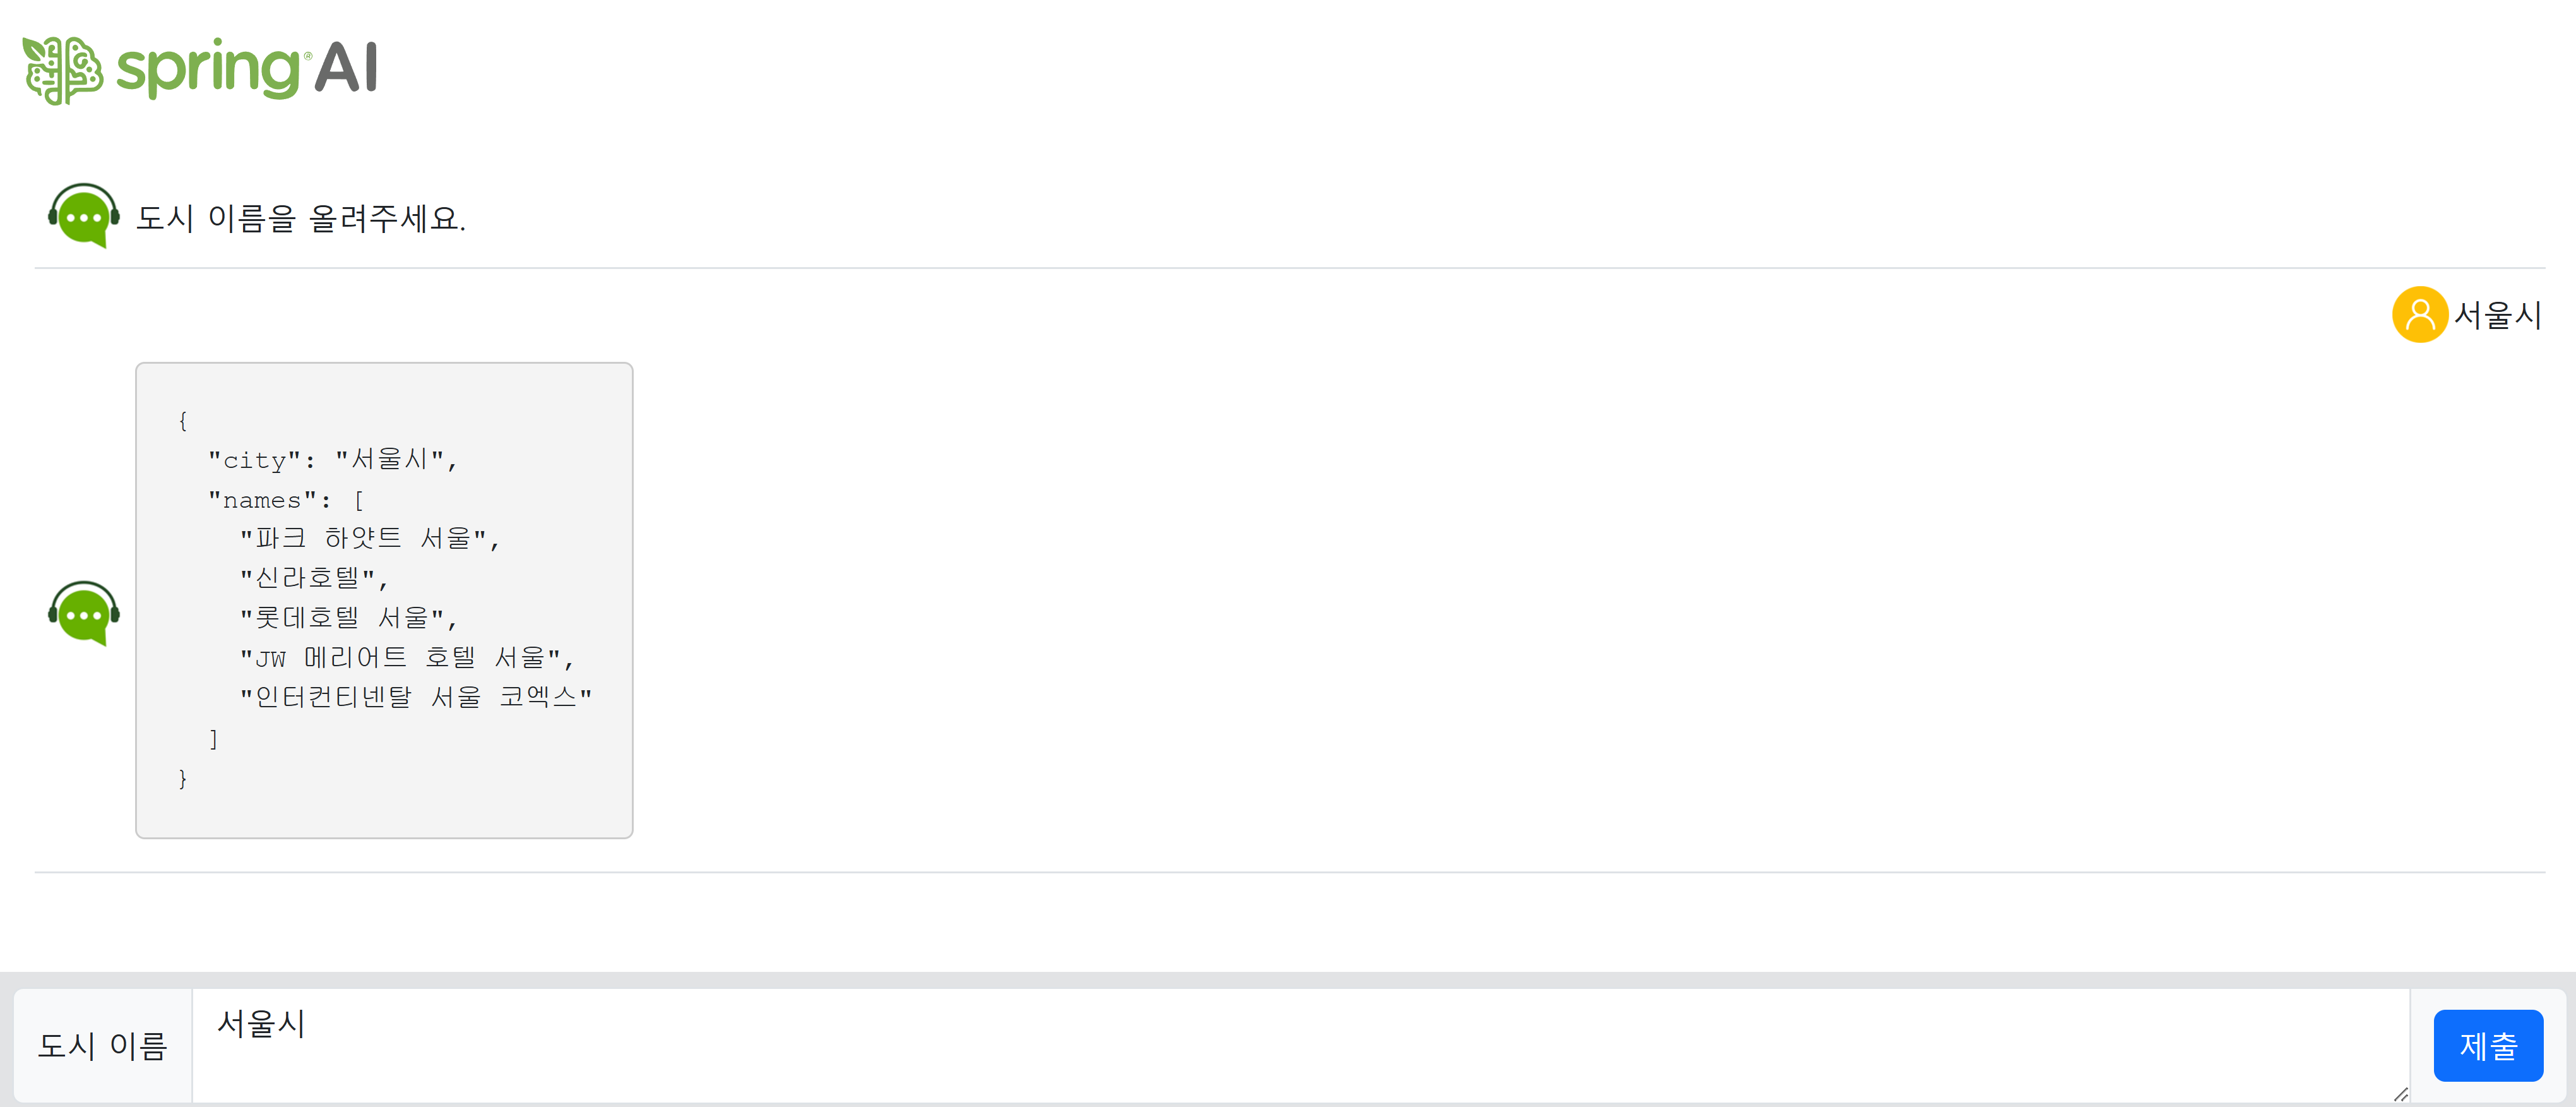 spring® AI
도시 이름을 올려주세요.
서울시
{
  "city": "서울시",
  "names": [
    "파크 하얏트 서울",
    "신라호텔",
    "롯데호텔 서울",
    "JW 메리어트 호텔 서울",
    "인터컨티넨탈 서울 코엑스"
  ]
}
도시 이름
서울시
제출